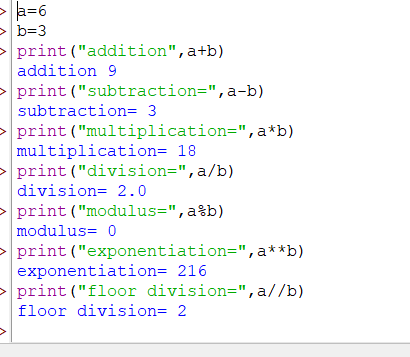 > a=6
> b=3
> print("addition",a+b)
addition 9
> print("subtraction=",a-b)
subtraction= 3
> print("multiplication=",a*b)
multiplication= 18
> print("division=",a/b)
division= 2.0
> print("modulus=",a%b)
modulus= 0
> print("exponentiation=",a**b)
exponentiation= 216
> print("floor division=",a//b)
floor division= 2
>